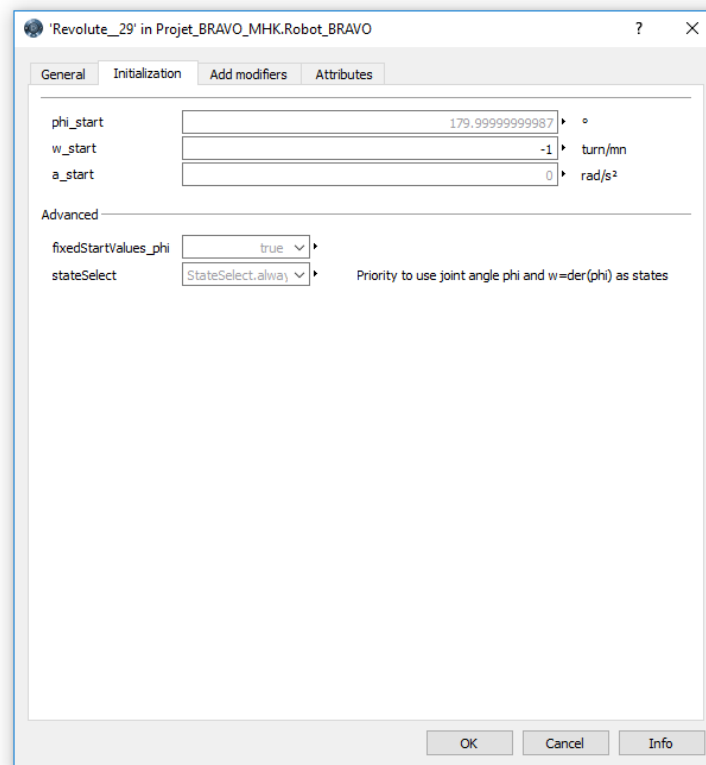 'Revolute__29' in Projet_BRAVO_MHK.Robot_BRAVO ?
General Initialization Add modifiers Attributes
phi_start 179.99999999987 °
w_start -1 turn/mn
a_start 0 rad/s²
Advanced
fixedStartValues_phi true
stateSelect StateSelect.alway Priority to use joint angle phi and w=der(phi) as states
OK Cancel Info